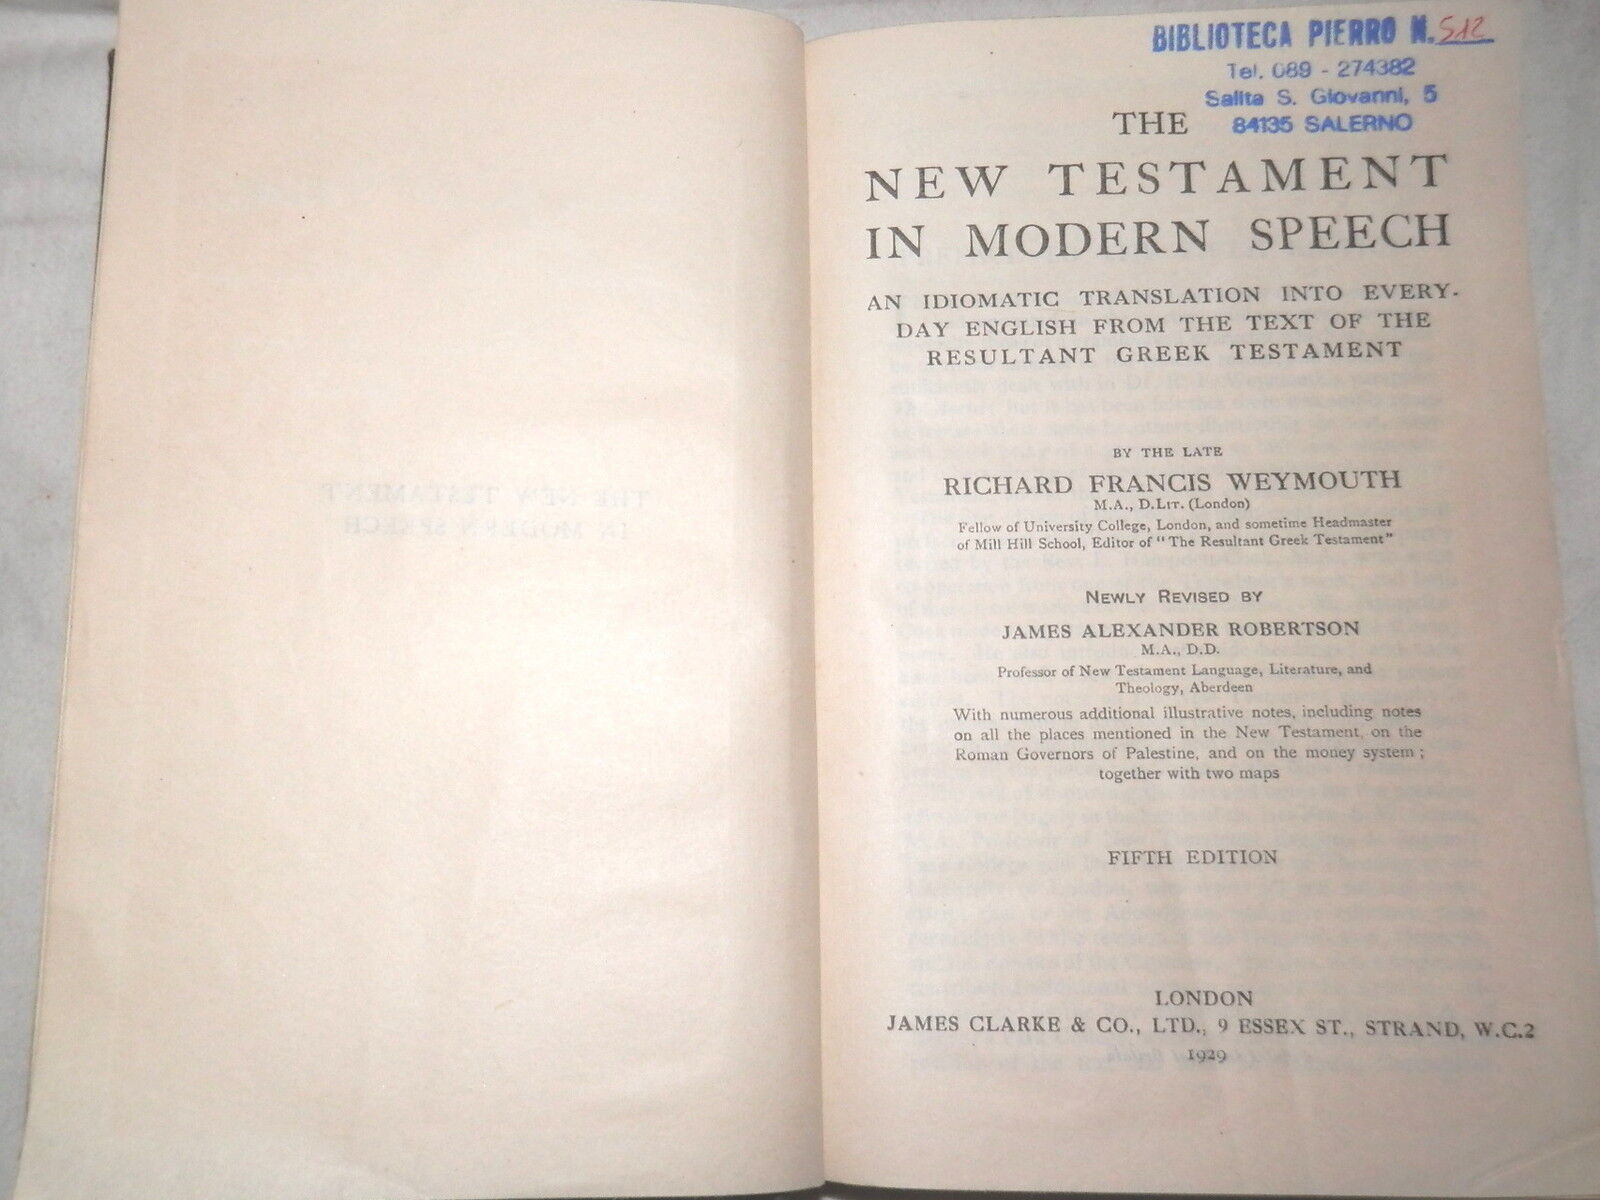 BIBLIOTECA PIERRO N. 512
Tel. 089 - 274382
Salita S. Giovanni, 5
84135 SALERNO
THE
NEW TESTAMENT
IN MODERN SPEECH
AN IDIOMATIC TRANSLATION INTO EVERY-
DAY ENGLISH FROM THE TEXT OF THE
RESULTANT GREEK TESTAMENT
BY THE LATE
RICHARD FRANCIS WEYMOUTH
M.A., D.LIT. (London)
Fellow of University College, London, and sometime Headmaster
of Mill Hill School, Editor of "The Resultant Greek Testament"
NEWLY REVISED BY
JAMES ALEXANDER ROBERTSON
M.A., D.D.
Professor of New Testament Language, Literature, and
Theology, Aberdeen
With numerous additional illustrative notes, including notes
on all the places mentioned in the New Testament, on the
Roman Governors of Palestine, and on the money system;
together with two maps
FIFTH EDITION
LONDON
JAMES CLARKE & CO., LTD., 9 ESSEX ST., STRAND, W.C.2
1929
THE NEW TESTAMENT
IN MODERN SPEECH